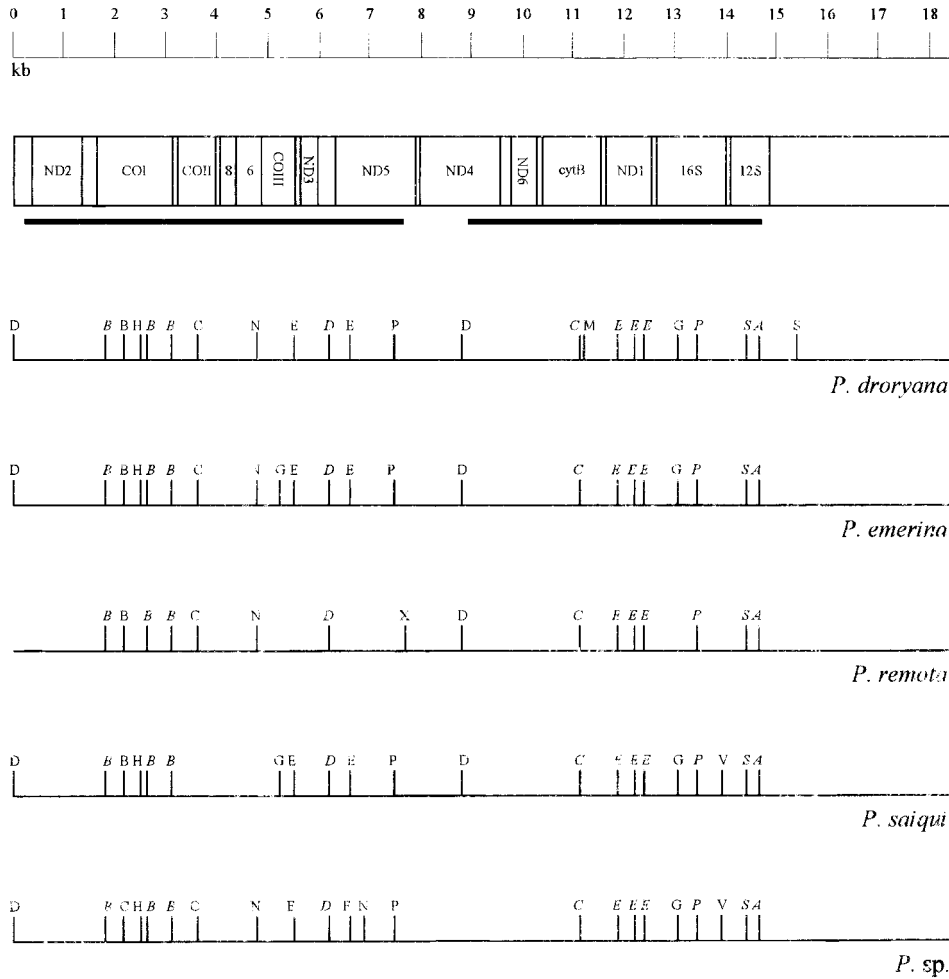 0 1 2 3 4 5 6 7 8 9 10 11 12 13 14 15 16 17 18
kb
ND2 COI COII 8 6 COIII ND3 ND5 ND4 ND6 cytB ND1 16S 12S
D B B H B B C N E D E P D C M E E E G P S A S
P. droryana
D B B H B B C N G E D E P D C E E E G P S A
P. emerina
B B B B C N D X D C E E E P S A
P. remota
D B B H B B G E D E P D C E E E G P V S A
P. saiqui
D B C H B B C N E D E N P C E E E G P V S A
P. sp.